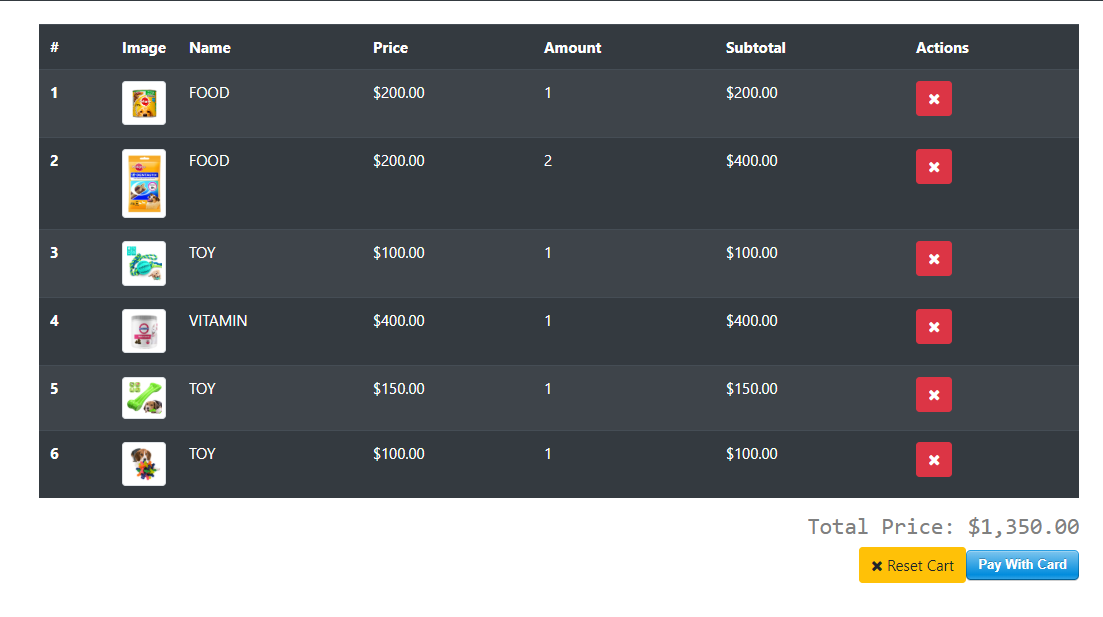 # Image Name Price Amount Subtotal Actions
1 FOOD $200.00 1 $200.00
2 FOOD $200.00 2 $400.00
3 TOY $100.00 1 $100.00
4 VITAMIN $400.00 1 $400.00
5 TOY $150.00 1 $150.00
6 TOY $100.00 1 $100.00
Total Price: $1,350.00
Reset Cart Pay With Card